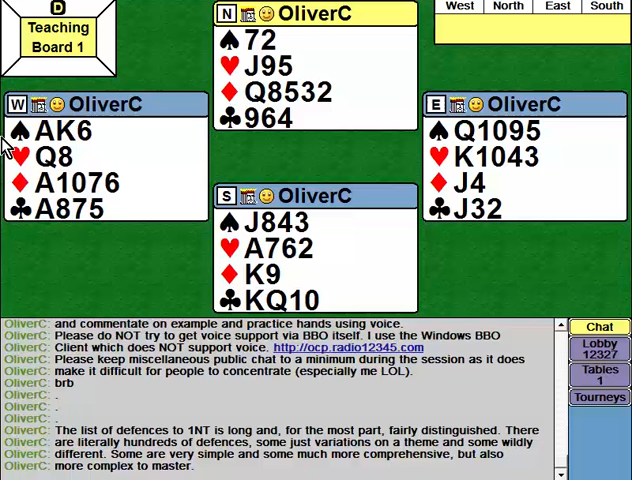 D
Teaching
Board 1
N OliverC
♠ 72
♥ J95
♦ Q8532
♣ 964
West North East South
W OliverC
♠ AK6
♥ Q8
♦ A1076
♣ A875
E OliverC
♠ Q1095
♥ K1043
♦ J4
♣ J32
S OliverC
♠ J843
♥ A762
♦ K9
♣ KQ10
OliverC: and commentate on example and practice hands using voice.
OliverC: Please do NOT try to get voice support via BBO itself. I use the Windows BBO
OliverC: Client which does NOT support voice. http://ocp.radio12345.com
OliverC: Please keep miscellaneous public chat to a minimum during the session as it does
OliverC: make it difficult for people to concentrate (especially me LOL).
OliverC: brb
OliverC: .
OliverC: .
OliverC: .
OliverC: The list of defences to 1NT is long and, for the most part, fairly distinguished. There
OliverC: are literally hundreds of defences, some just variations on a theme and some wildly
OliverC: different. Some are very simple and some much more comprehensive, but also
OliverC: more complex to master.
Chat
Lobby
12327
Tables
1
Tourneys